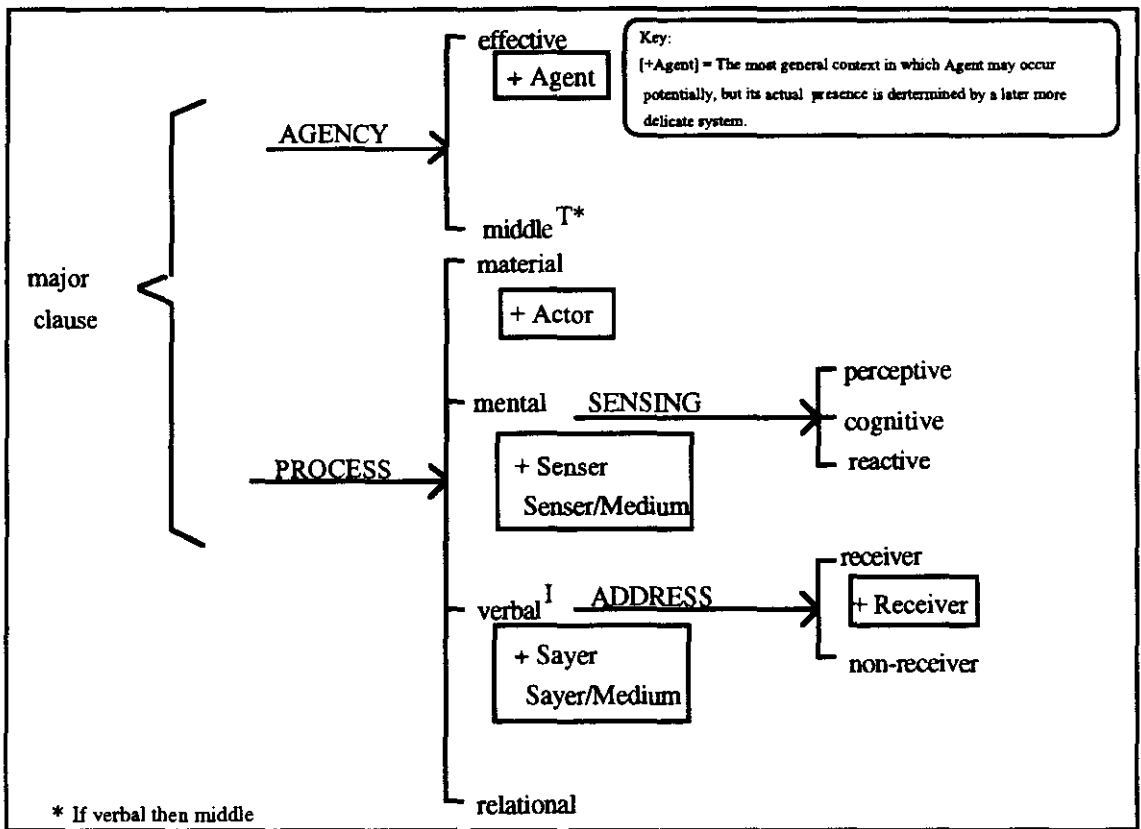 effective
+ Agent
Key:
[+Agent] = The most general context in which Agent may occur
potentially, but its actual presence is dertermined by a later more
delicate system.
AGENCY
middle T*
major
clause
material
+ Actor
mental
SENSING
perceptive
cognitive
reactive
+ Senser
Senser/Medium
PROCESS
verbal I
ADDRESS
receiver
+ Receiver
non-receiver
+ Sayer
Sayer/Medium
relational
* If verbal then middle